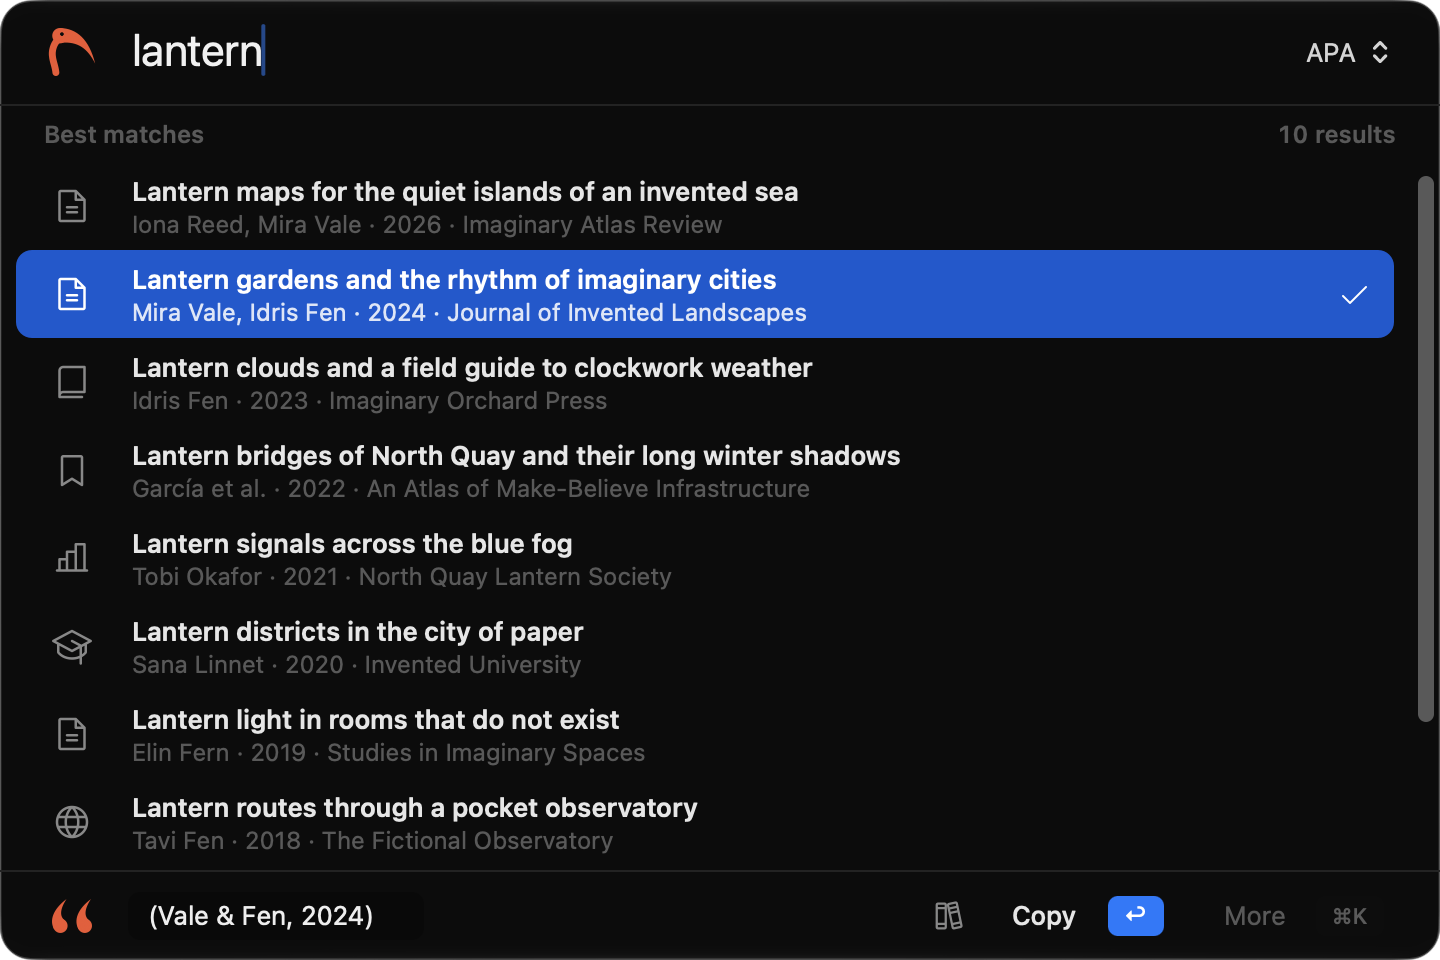 lantern
APA
Best matches
10 results
Lantern maps for the quiet islands of an invented sea
Iona Reed, Mira Vale · 2026 · Imaginary Atlas Review
Lantern gardens and the rhythm of imaginary cities
Mira Vale, Idris Fen · 2024 · Journal of Invented Landscapes
Lantern clouds and a field guide to clockwork weather
Idris Fen · 2023 · Imaginary Orchard Press
Lantern bridges of North Quay and their long winter shadows
García et al. · 2022 · An Atlas of Make-Believe Infrastructure
Lantern signals across the blue fog
Tobi Okafor · 2021 · North Quay Lantern Society
Lantern districts in the city of paper
Sana Linnet · 2020 · Invented University
Lantern light in rooms that do not exist
Elin Fern · 2019 · Studies in Imaginary Spaces
Lantern routes through a pocket observatory
Tavi Fen · 2018 · The Fictional Observatory
(Vale & Fen, 2024)
Copy
More
⌘K